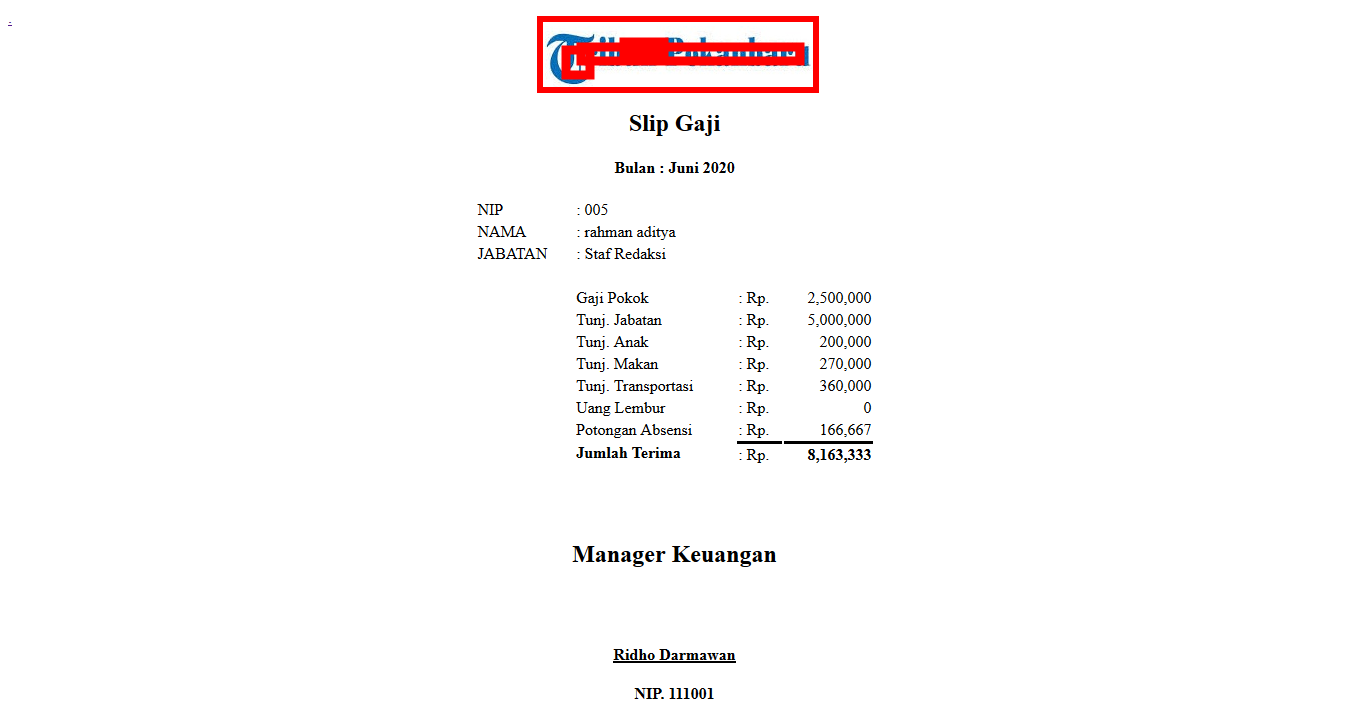 Slip Gaji
Bulan : Juni 2020
NIP : 005
NAMA : rahman aditya
JABATAN : Staf Redaksi
Gaji Pokok : Rp. 2,500,000
Tunj. Jabatan : Rp. 5,000,000
Tunj. Anak : Rp. 200,000
Tunj. Makan : Rp. 270,000
Tunj. Transportasi : Rp. 360,000
Uang Lembur : Rp. 0
Potongan Absensi : Rp. 166,667
Jumlah Terima : Rp. 8,163,333
Manager Keuangan
Ridho Darmawan
NIP. 111001